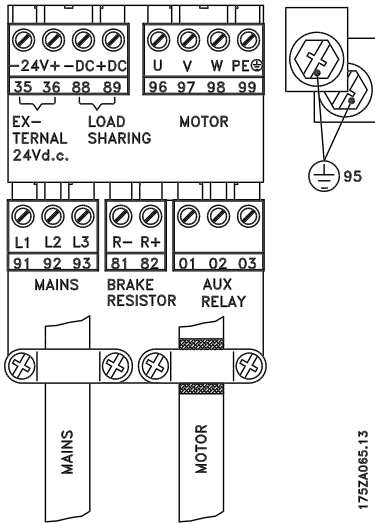 -24V+ -DC+DC
35 36 88 89
EX-
TERNAL
24Vd.c.
LOAD
SHARING
U V W PE
96 97 98 99
MOTOR
95
L1 L2 L3
91 92 93
MAINS
R- R+
81 82
BRAKE
RESISTOR
01 02 03
AUX
RELAY
MAINS
MOTOR
175ZA065.13